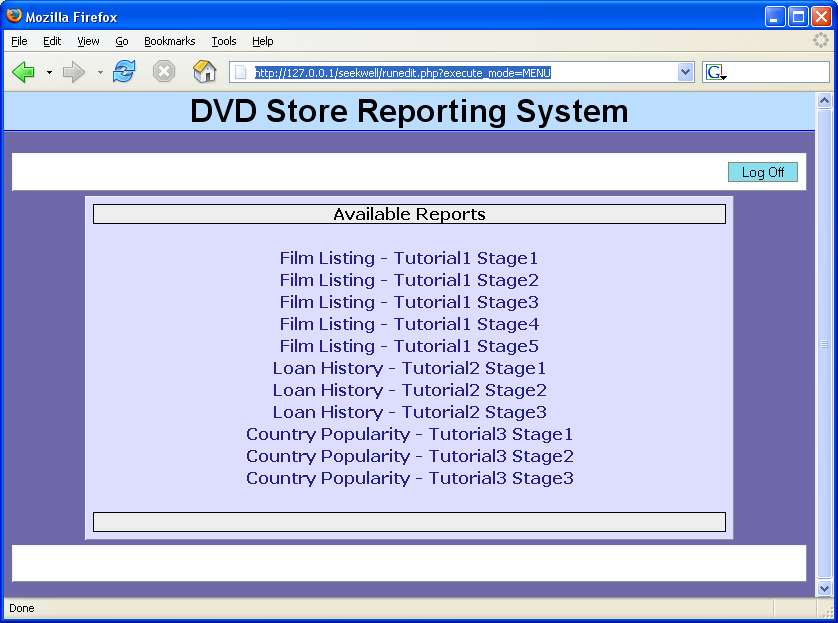 Mozilla Firefox
File Edit View Go Bookmarks Tools Help
http://127.0.0.1/seekwell/runedit.php?execute_mode=MENU G
DVD Store Reporting System
Log Off
Available Reports
Film Listing - Tutorial1 Stage1
Film Listing - Tutorial1 Stage2
Film Listing - Tutorial1 Stage3
Film Listing - Tutorial1 Stage4
Film Listing - Tutorial1 Stage5
Loan History - Tutorial2 Stage1
Loan History - Tutorial2 Stage2
Loan History - Tutorial2 Stage3
Country Popularity - Tutorial3 Stage1
Country Popularity - Tutorial3 Stage2
Country Popularity - Tutorial3 Stage3
Done